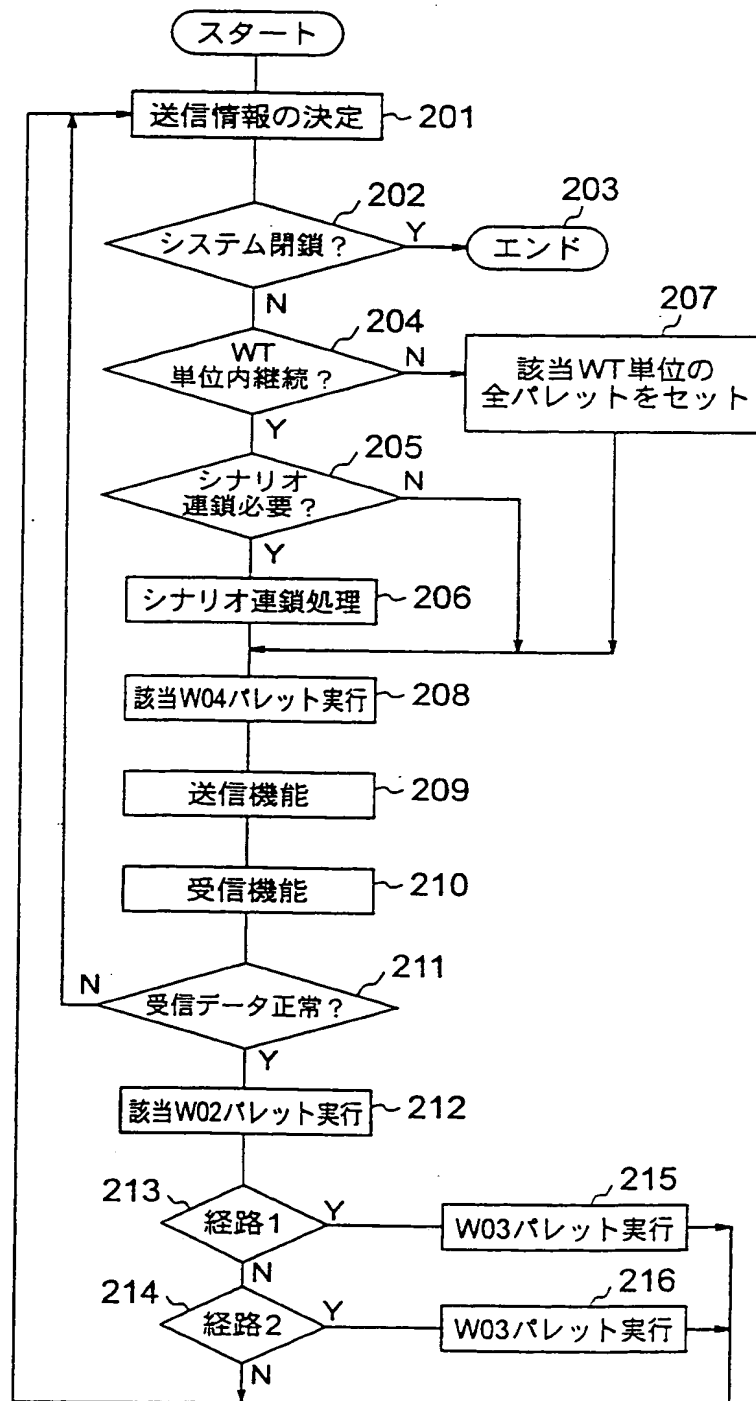 スタート
送信情報の決定
201
202
203
システム閉鎖?
Y
エンド
N
204
207
WT
単位内継続?
N
該当WT単位の
全パレットをセット
Y
205
シナリオ
連鎖必要?
N
Y
シナリオ連鎖処理
206
該当W04パレット実行
208
送信機能
209
受信機能
210
211
N
受信データ正常?
Y
該当W02パレット実行
212
213
215
経路1
Y
W03パレット実行
N
214
216
経路2
Y
W03パレット実行
N